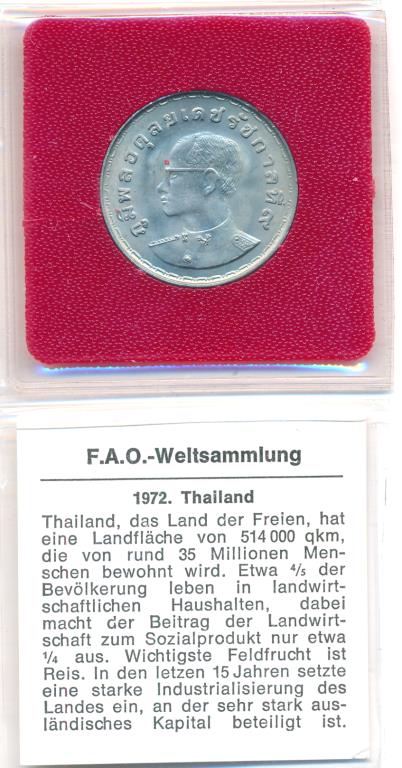 ภูมิพลอดุลยเดช รัชกาลที่ ๙
F.A.O.-Weltsammlung
1972. Thailand
Thailand, das Land der Freien, hat
eine Landfläche von 514 000 qkm,
die von rund 35 Millionen Men-
schen bewohnt wird. Etwa ⁴/₅ der
Bevölkerung leben in landwirt-
schaftlichen Haushalten, dabei
macht der Beitrag der Landwirt-
schaft zum Sozialprodukt nur etwa
¹/₄ aus. Wichtigste Feldfrucht ist
Reis. In den letzen 15 Jahren setzte
eine starke Industrialisierung des
Landes ein, an der sehr stark aus-
ländisches Kapital beteiligt ist.